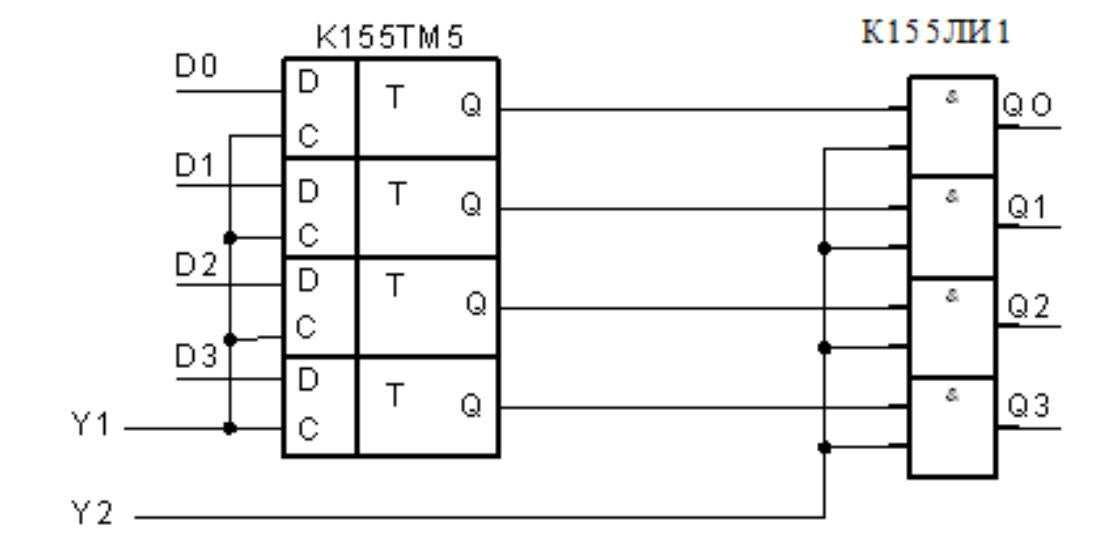 К155ТМ5
К155ЛИ1
D0
D T Q
C
D1
D T Q
C
D2
D T Q
C
D3
D T Q
C
Y1
Y2
& Q0
& Q1
& Q2
& Q3